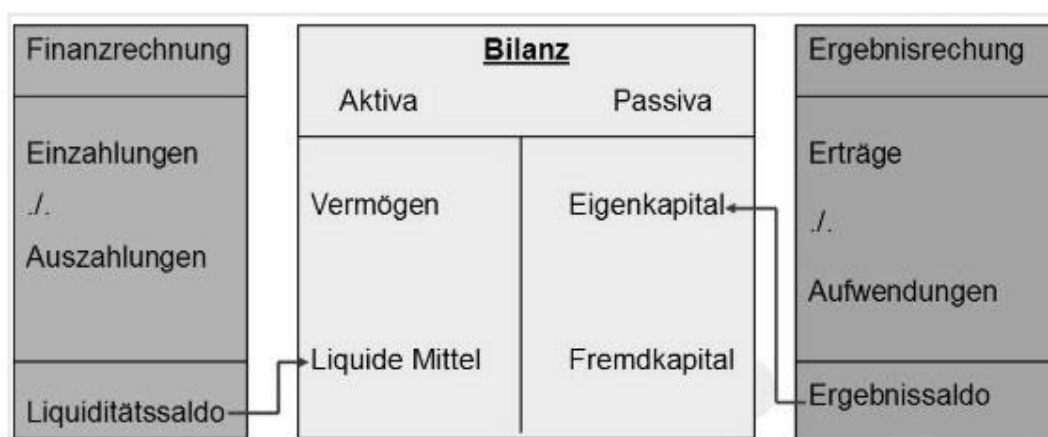 Finanzrechnung
Einzahlungen
./.
Auszahlungen
Liquiditätssaldo
Bilanz
Aktiva Passiva
Vermögen Eigenkapital
Liquide Mittel Fremdkapital
Ergebnisrechung
Erträge
./.
Aufwendungen
Ergebnissaldo